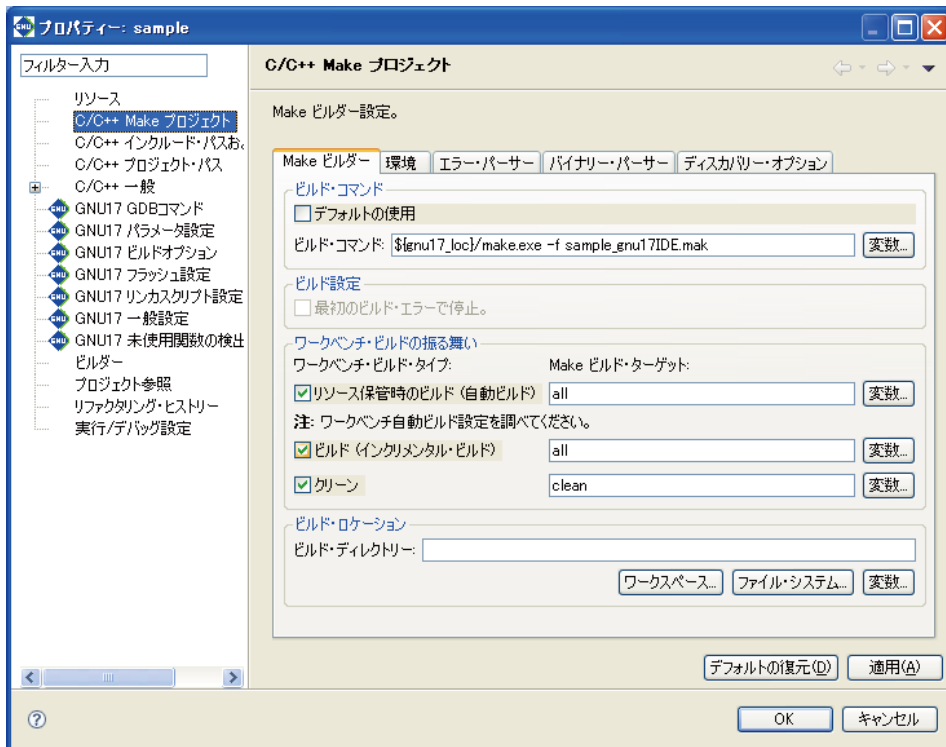 プロパティー: sample
フィルター入力
リソース
C/C++ Make プロジェクト
C/C++ インクルード・パスお.
C/C++ プロジェクト・パス
C/C++ 一般
GNU17 GDBコマンド
GNU17 パラメータ設定
GNU17 ビルドオプション
GNU17 フラッシュ設定
GNU17 リンカスクリプト設定
GNU17 一般設定
GNU17 未使用関数の検出
ビルダー
プロジェクト参照
リファクタリング・ヒストリー
実行/デバッグ設定
C/C++ Make プロジェクト
Make ビルダー設定。
Make ビルダー 環境 エラー・パーサー バイナリー・パーサー ディスカバリー・オプション
ビルド・コマンド
デフォルトの使用
ビルド・コマンド: ${gnu17_loc}/make.exe -f sample_gnu17IDE.mak 変数...
ビルド設定
最初のビルド・エラーで停止。
ワークベンチ・ビルドの振る舞い
ワークベンチ・ビルド・タイプ: Make ビルド・ターゲット:
リソース保管時のビルド (自動ビルド) all 変数...
注: ワークベンチ自動ビルド設定を調べてください。
ビルド (インクリメンタル・ビルド) all 変数...
クリーン clean 変数...
ビルド・ロケーション
ビルド・ディレクトリー:
ワークスペース... ファイル・システム... 変数...
デフォルトの復元(D) 適用(A)
OK キャンセル